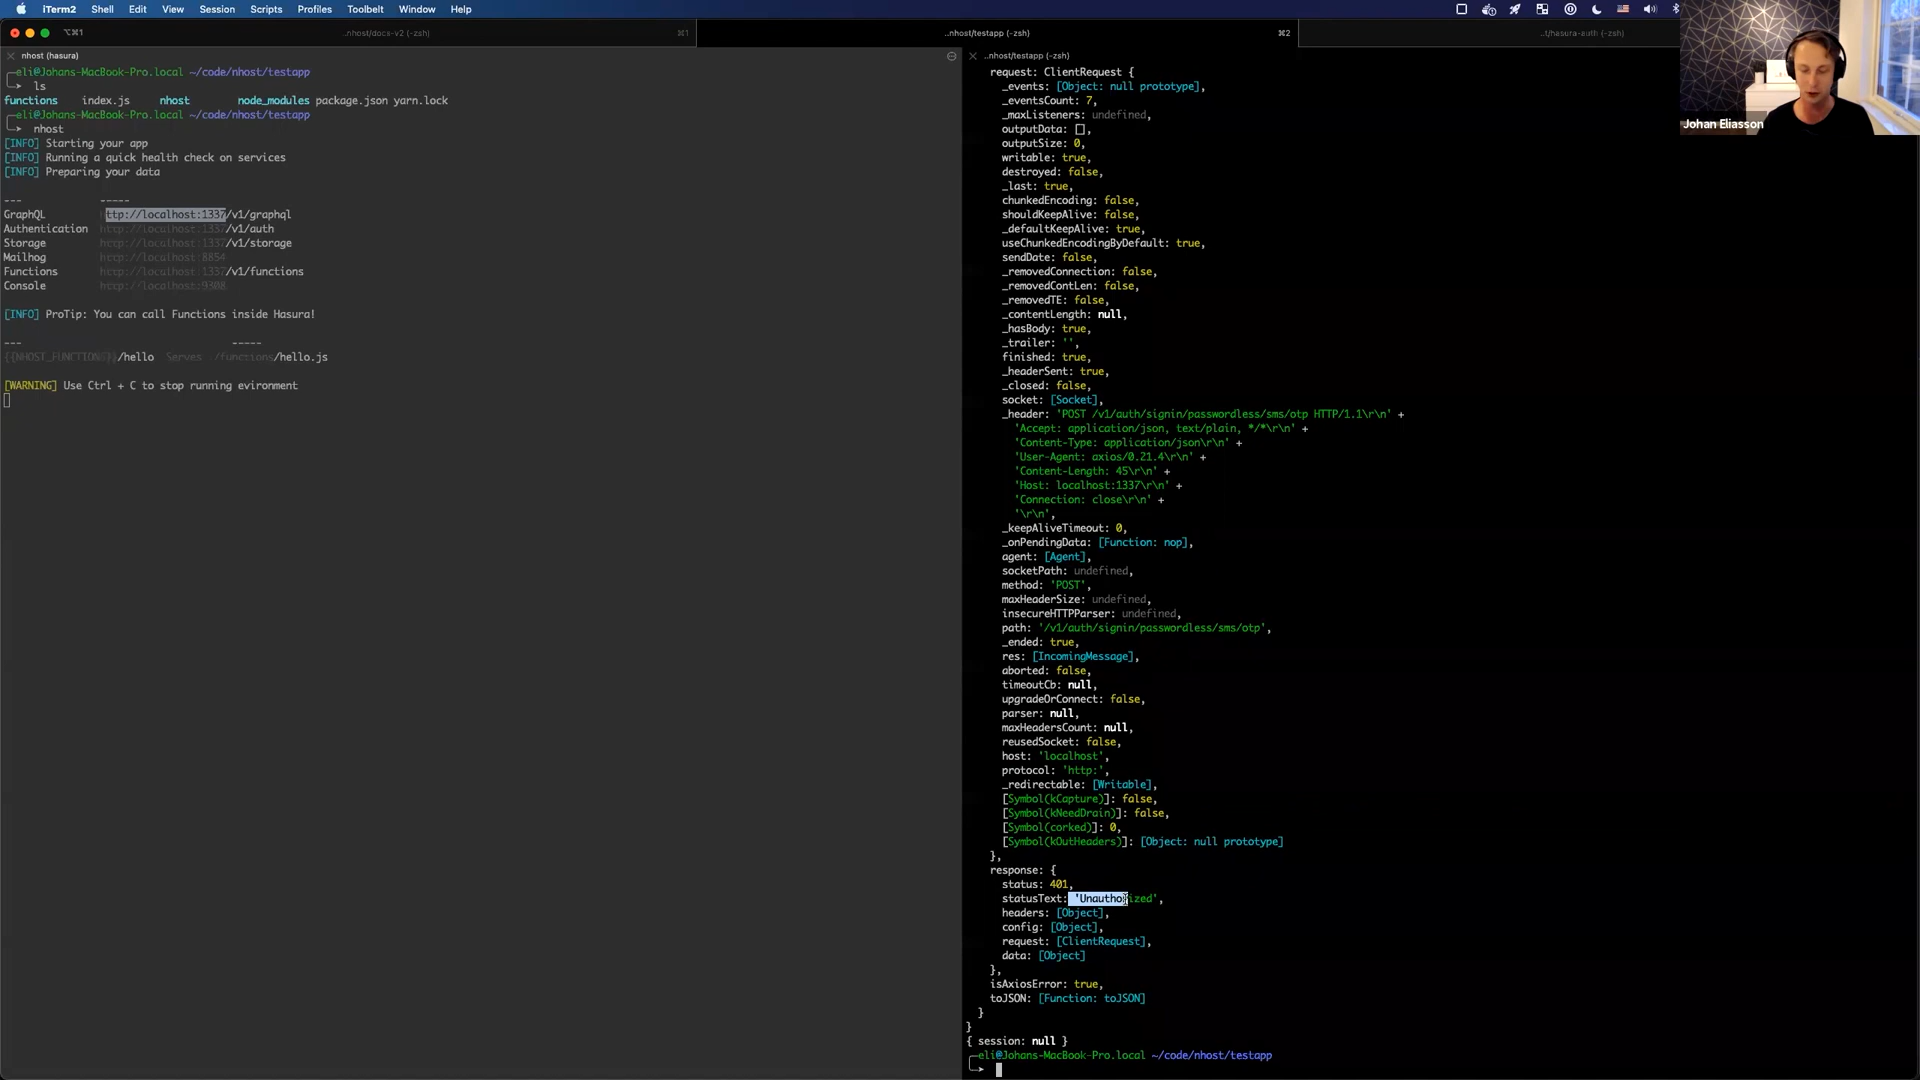 iTerm2 Shell Edit View Session Scripts Profiles Toolbelt Window Help
⌥⌘1 ..nhost/docs-v2 (-zsh) ⌘1 ..nhost/testapp (-zsh) ⌘2 ..t/hasura-auth (-zsh)
nhost (hasura)
eli@Johans-MacBook-Pro.local ~/code/nhost/testapp
ls
functions index.js nhost node_modules package.json yarn.lock
eli@Johans-MacBook-Pro.local ~/code/nhost/testapp
nhost
[INFO] Starting your app
[INFO] Running a quick health check on services
[INFO] Preparing your data
--- -----
GraphQL http://localhost:1337/v1/graphql
Authentication http://localhost:1337/v1/auth
Storage http://localhost:1337/v1/storage
Mailhog http://localhost:8854
Functions http://localhost:1337/v1/functions
Console http://localhost:9308
[INFO] ProTip: You can call Functions inside Hasura!
--- -----
/hello Serves ./functions/hello.js
[WARNING] Use Ctrl + C to stop running evironment
..nhost/testapp (-zsh)
request: ClientRequest {
_events: [Object: null prototype],
_eventsCount: 7,
_maxListeners: undefined,
outputData: [],
outputSize: 0,
writable: true,
destroyed: false,
_last: true,
chunkedEncoding: false,
shouldKeepAlive: false,
_defaultKeepAlive: true,
useChunkedEncodingByDefault: true,
sendDate: false,
_removedConnection: false,
_removedContLen: false,
_removedTE: false,
_contentLength: null,
_hasBody: true,
_trailer: '',
finished: true,
_headerSent: true,
_closed: false,
socket: [Socket],
_header: 'POST /v1/auth/signin/passwordless/sms/otp HTTP/1.1\r\n' +
'Accept: application/json, text/plain, */*\r\n' +
'Content-Type: application/json\r\n' +
'User-Agent: axios/0.21.4\r\n' +
'Content-Length: 45\r\n' +
'Host: localhost:1337\r\n' +
'Connection: close\r\n' +
'\r\n',
_keepAliveTimeout: 0,
_onPendingData: [Function: nop],
agent: [Agent],
socketPath: undefined,
method: 'POST',
maxHeaderSize: undefined,
insecureHTTPParser: undefined,
path: '/v1/auth/signin/passwordless/sms/otp',
_ended: true,
res: [IncomingMessage],
aborted: false,
timeoutCb: null,
upgradeOrConnect: false,
parser: null,
maxHeadersCount: null,
reusedSocket: false,
host: 'localhost',
protocol: 'http:',
_redirectable: [Writable],
[Symbol(kCapture)]: false,
[Symbol(kNeedDrain)]: false,
[Symbol(corked)]: 0,
[Symbol(kOutHeaders)]: [Object: null prototype]
},
response: {
status: 401,
statusText: 'Unauthorized',
headers: [Object],
config: [Object],
request: [ClientRequest],
data: [Object]
},
isAxiosError: true,
toJSON: [Function: toJSON]
}
}
{ session: null }
eli@Johans-MacBook-Pro.local ~/code/nhost/testapp
Johan Eliasson